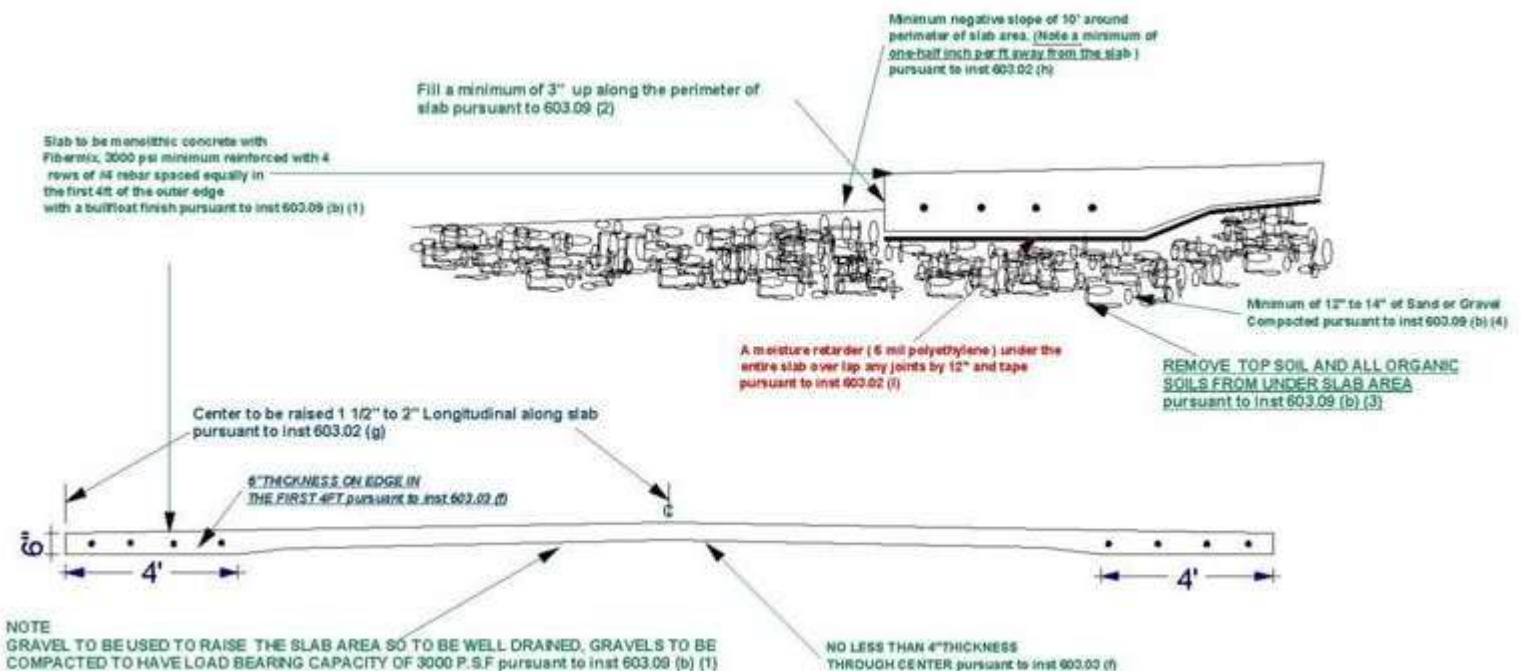 Minimum negative slope of 10' around
perimeter of slab area. (Note a minimum of
one-half inch per ft away from the slab )
pursuant to inst 603.02 (h)
Fill a minimum of 3" up along the perimeter of
slab pursuant to 603.09 (2)
Slab to be monolithic concrete with
Fibermix, 3000 psi minimum reinforced with 4
rows of #4 rebar spaced equally in
the first 4ft of the outer edge
with a bullfloat finish pursuant to inst 603.09 (b) (1)
Minimum of 12" to 14" of Sand or Gravel
Compacted pursuant to inst 603.09 (b) (4)
A moisture retarder ( 6 mil polyethylene ) under the
entire slab over lap any joints by 12" and tape
pursuant to inst 603.02 (i)
REMOVE TOP SOIL AND ALL ORGANIC
SOILS FROM UNDER SLAB AREA
pursuant to Inst 603.09 (b) (3)
Center to be raised 1 1/2" to 2" Longitudinal along slab
pursuant to Inst 603.02 (g)
6"THICKNESS ON EDGE IN
THE FIRST 4FT pursuant to inst 603.03 (f)
6"
4'
4'
NOTE
GRAVEL TO BE USED TO RAISE THE SLAB AREA SO TO BE WELL DRAINED, GRAVELS TO BE
COMPACTED TO HAVE LOAD BEARING CAPACITY OF 3000 P.S.F pursuant to inst 603.09 (b) (1)
NO LESS THAN 4"THICKNESS
THROUGH CENTER pursuant to inst 603.03 (f)